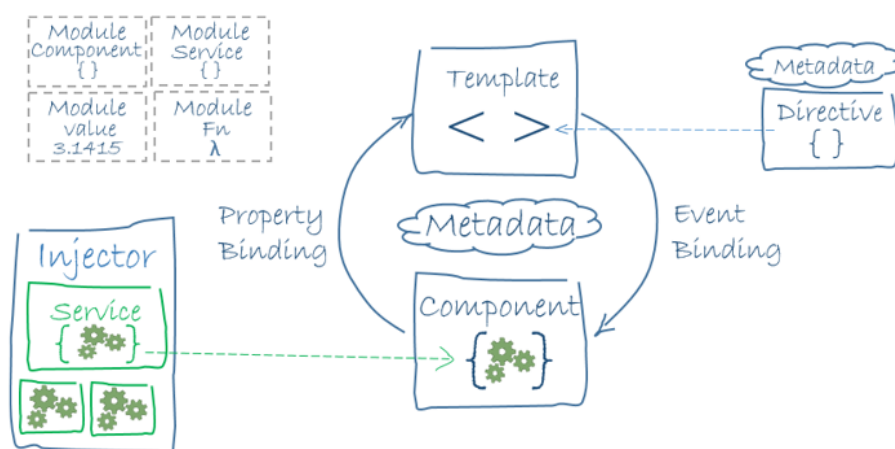 Module
Component
{ }
Module
Service
{ }
Module
value
3.1415
Module
Fn
λ
Template
< >
Metadata
Directive
{ }
Property
Binding
Metadata
Event
Binding
Injector
Service
{ }
Component
{ }